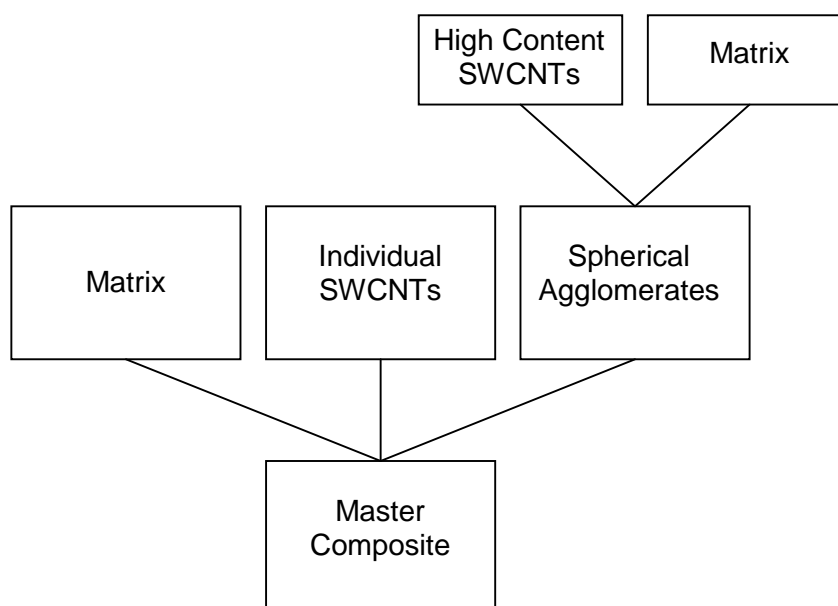 High Content
SWCNTs
Matrix
Matrix
Individual
SWCNTs
Spherical
Agglomerates
Master
Composite